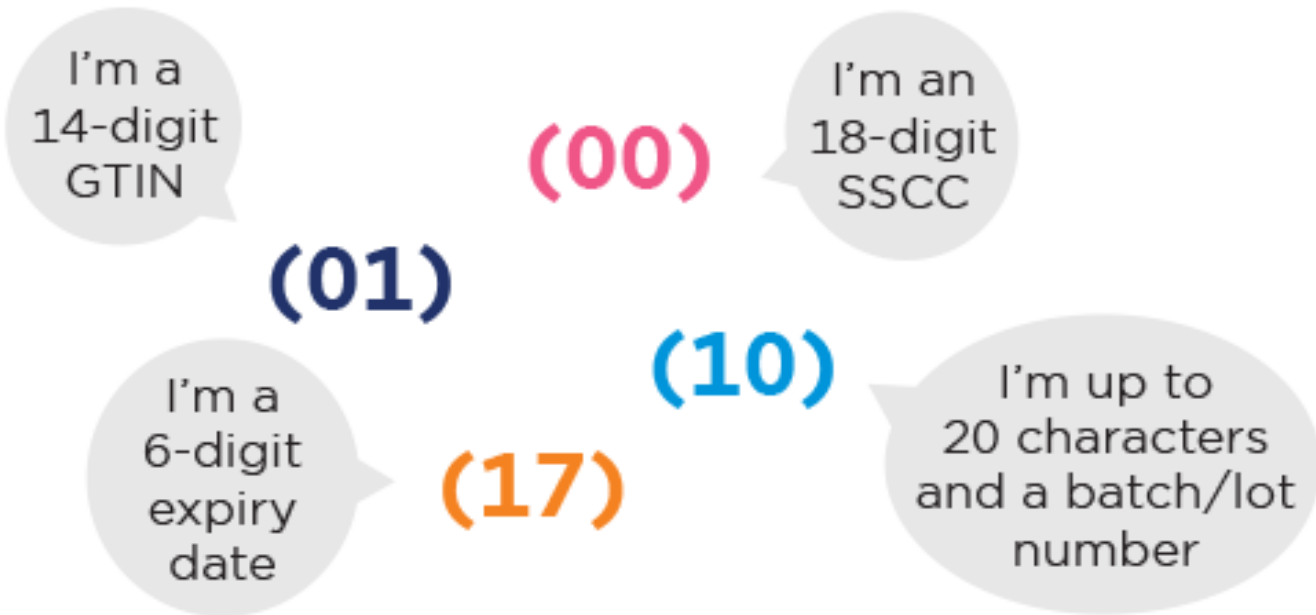 I’m a
14-digit
GTIN
(01)
(00)
I’m an
18-digit
SSCC
I’m a
6-digit
expiry
date
(17)
(10)
I’m up to
20 characters
and a batch/lot
number